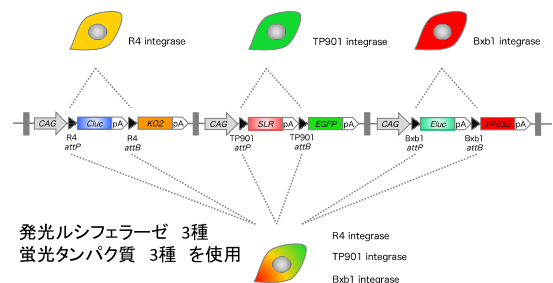 R4 integrase
TP901 integrase
Bxb1 integrase
CAG Cluc pA KO2 pA CAG SLR pA EGFP pA CAG Eluc pA FP635 pA
R4 attP
R4 attB
TP901 attP
TP901 attB
Bxb1 attP
Bxb1 attB
発光ルシフェラーゼ 3種
蛍光タンパク質 3種 を使用
R4 integrase
TP901 integrase
Bxb1 integrase